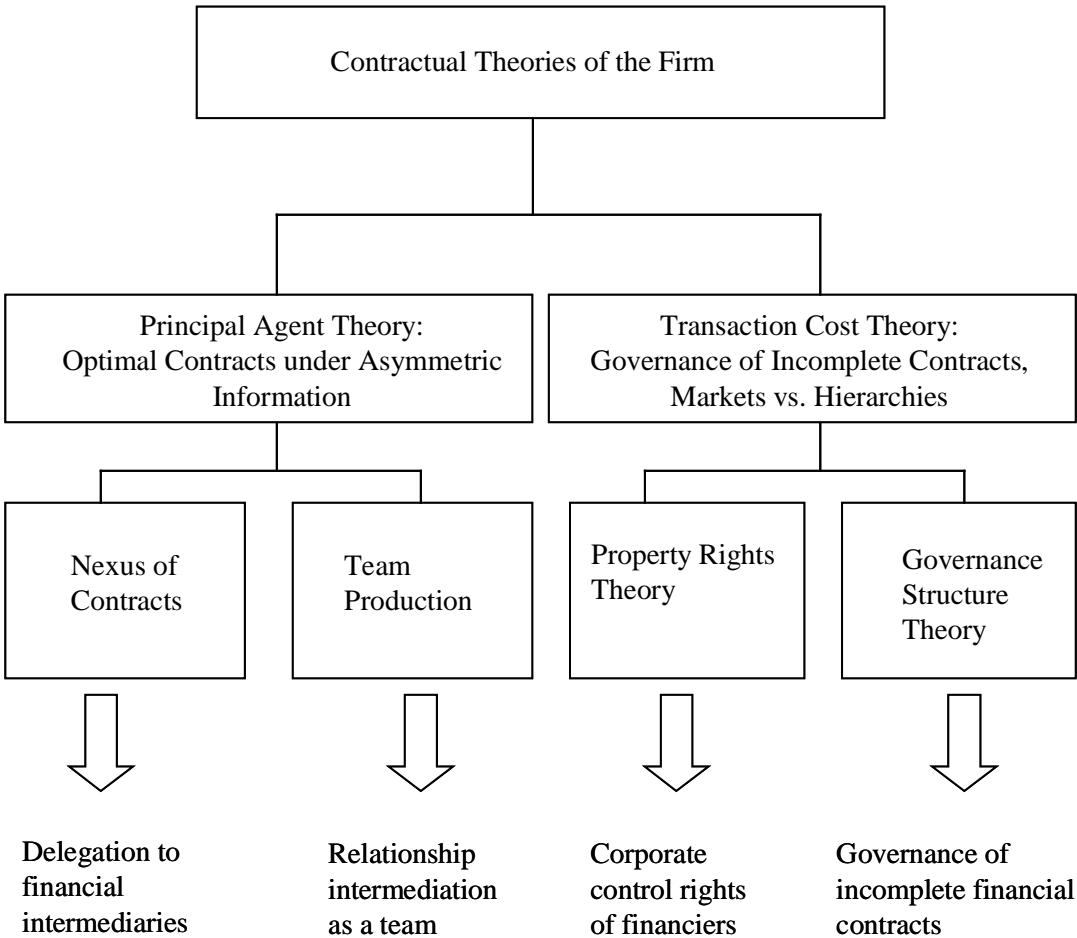 Contractual Theories of the Firm
Principal Agent Theory:
Optimal Contracts under Asymmetric
Information
Transaction Cost Theory:
Governance of Incomplete Contracts,
Markets vs. Hierarchies
Nexus of
Contracts
Team
Production
Property Rights
Theory
Governance
Structure
Theory
Delegation to
financial
intermediaries
Relationship
intermediation
as a team
Corporate
control rights
of financiers
Governance of
incomplete financial
contracts